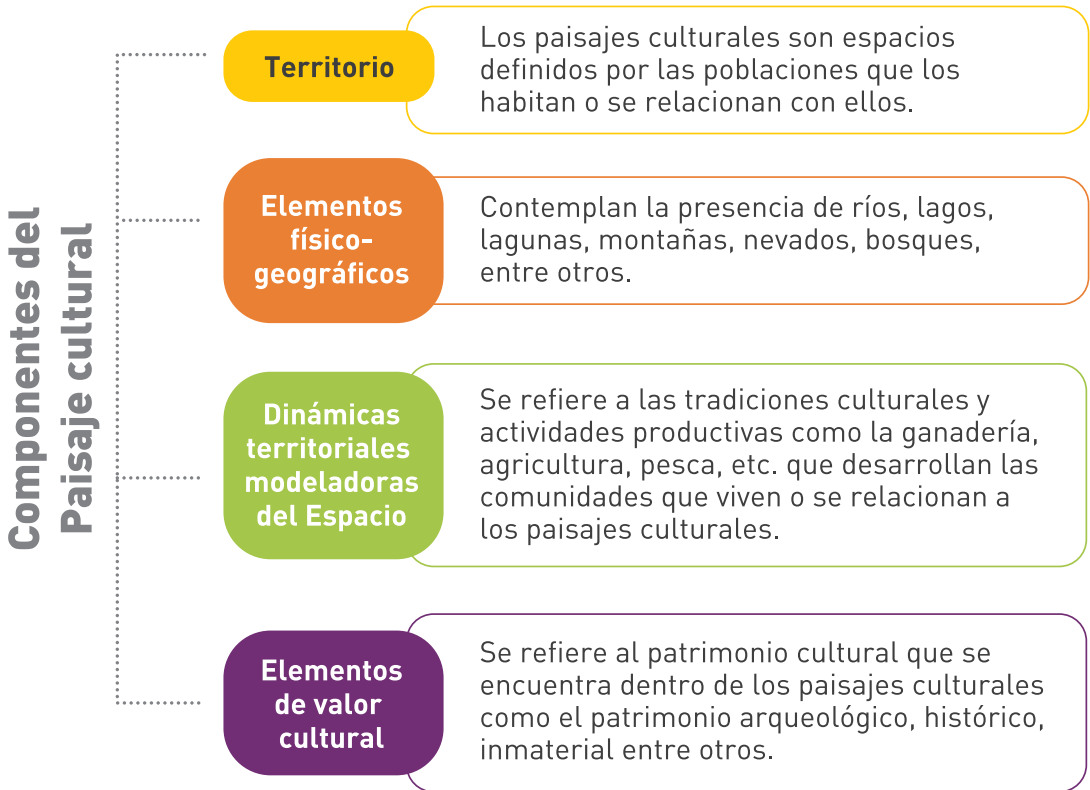 Componentes del
Paisaje cultural
Territorio
Los paisajes culturales son espacios
definidos por las poblaciones que los
habitan o se relacionan con ellos.
Elementos
físico-
geográficos
Contemplan la presencia de ríos, lagos,
lagunas, montañas, nevados, bosques,
entre otros.
Dinámicas
territoriales
modeladoras
del Espacio
Se refiere a las tradiciones culturales y
actividades productivas como la ganadería,
agricultura, pesca, etc. que desarrollan las
comunidades que viven o se relacionan a
los paisajes culturales.
Elementos
de valor
cultural
Se refiere al patrimonio cultural que se
encuentra dentro de los paisajes culturales
como el patrimonio arqueológico, histórico,
inmaterial entre otros.